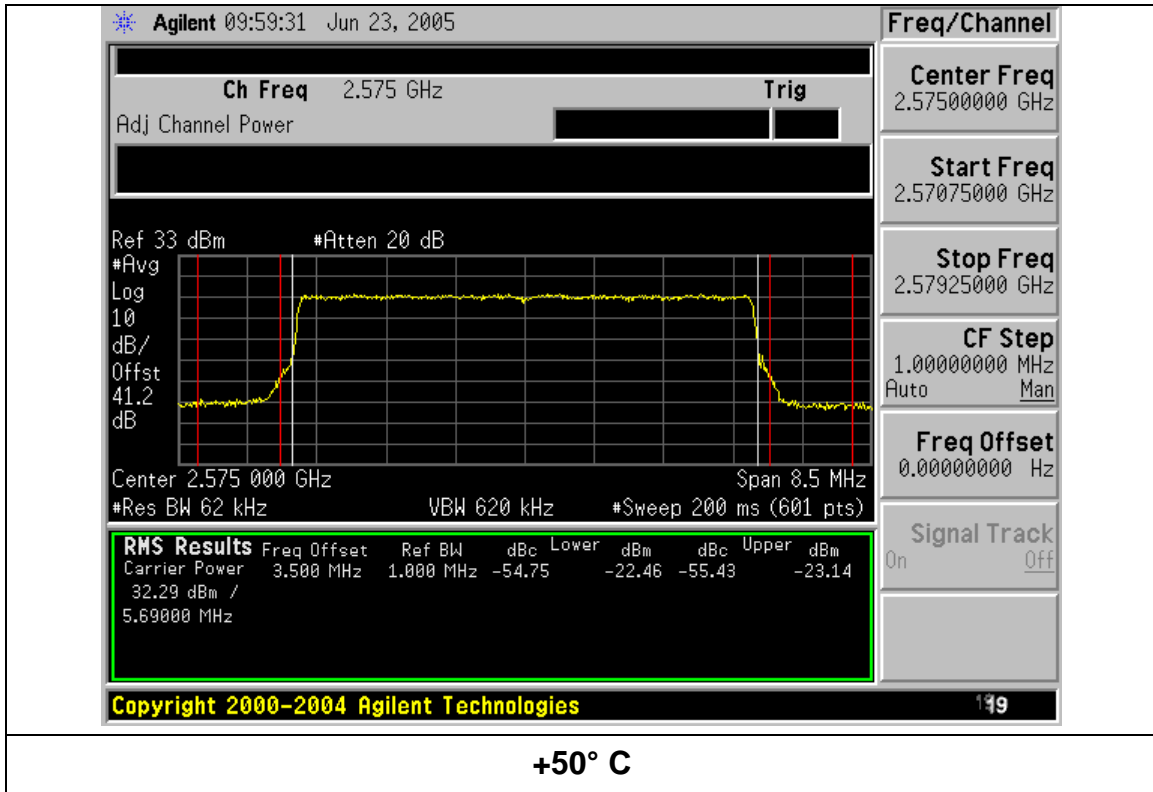 Agilent 09:59:31 Jun 23, 2005
Freq/Channel
Ch Freq 2.575 GHz Trig
Adj Channel Power
Center Freq
2.57500000 GHz
Start Freq
2.57075000 GHz
Stop Freq
2.57925000 GHz
CF Step
1.00000000 MHz
Auto Man
Freq Offset
0.00000000 Hz
Signal Track
On Off
Ref 33 dBm #Atten 20 dB
#Avg
Log
10
dB/
Offst
41.2
dB
Center 2.575 000 GHz Span 8.5 MHz
#Res BW 62 kHz VBW 620 kHz #Sweep 200 ms (601 pts)
RMS Results Freq Offset Ref BW dBc Lower dBm dBc Upper dBm
Carrier Power 3.500 MHz 1.000 MHz -54.75 -22.46 -55.43 -23.14
32.29 dBm /
5.69000 MHz
Copyright 2000-2004 Agilent Technologies
+50° C